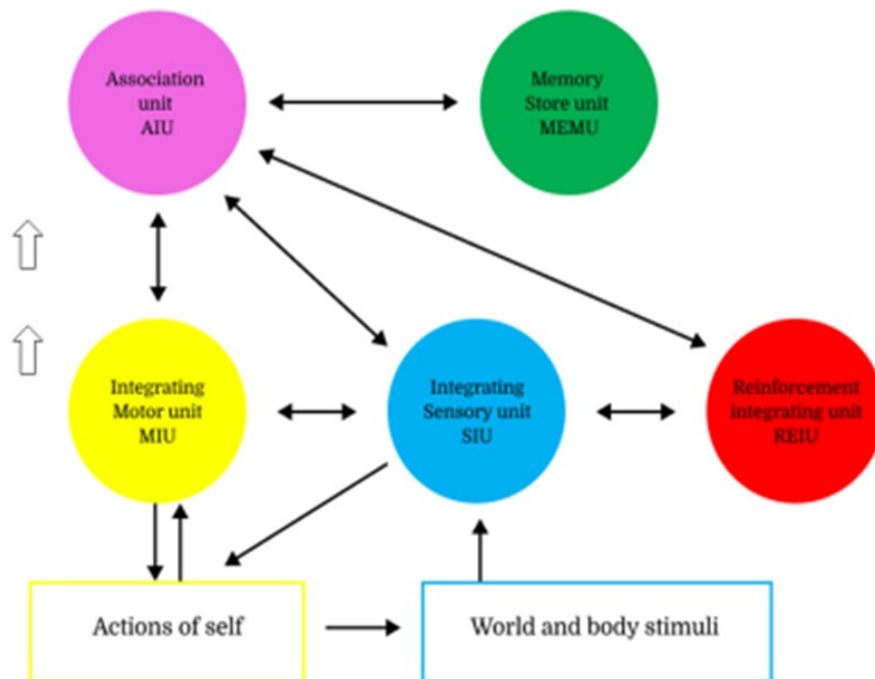 Association
unit
AIU
Memory
Store unit
MEMU
Integrating
Motor unit
MIU
Integrating
Sensory unit
SIU
Reinforcement
integrating unit
REIU
Actions of self
World and body stimuli